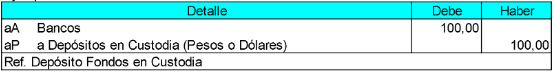 Detalle Debe Haber
aA Bancos 100,00
aP a Depósitos en Custodia (Pesos o Dólares) 100,00
Ref. Depósito Fondos en Custodia